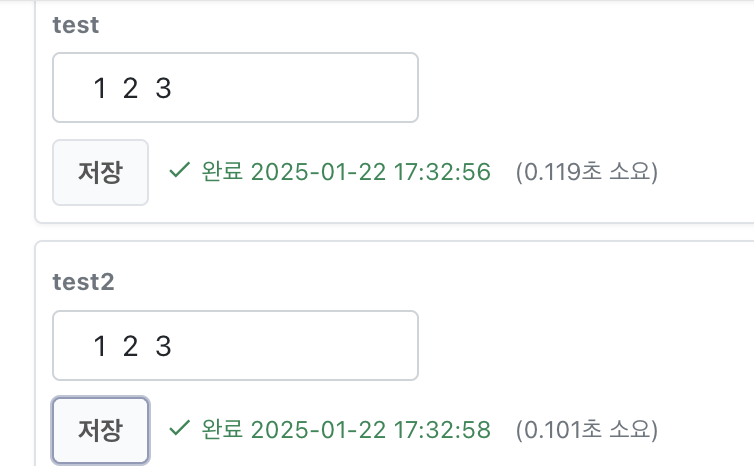 test
1 2 3
저장 ✓ 완료 2025-01-22 17:32:56 (0.119초 소요)
test2
1 2 3
저장 ✓ 완료 2025-01-22 17:32:58 (0.101초 소요)